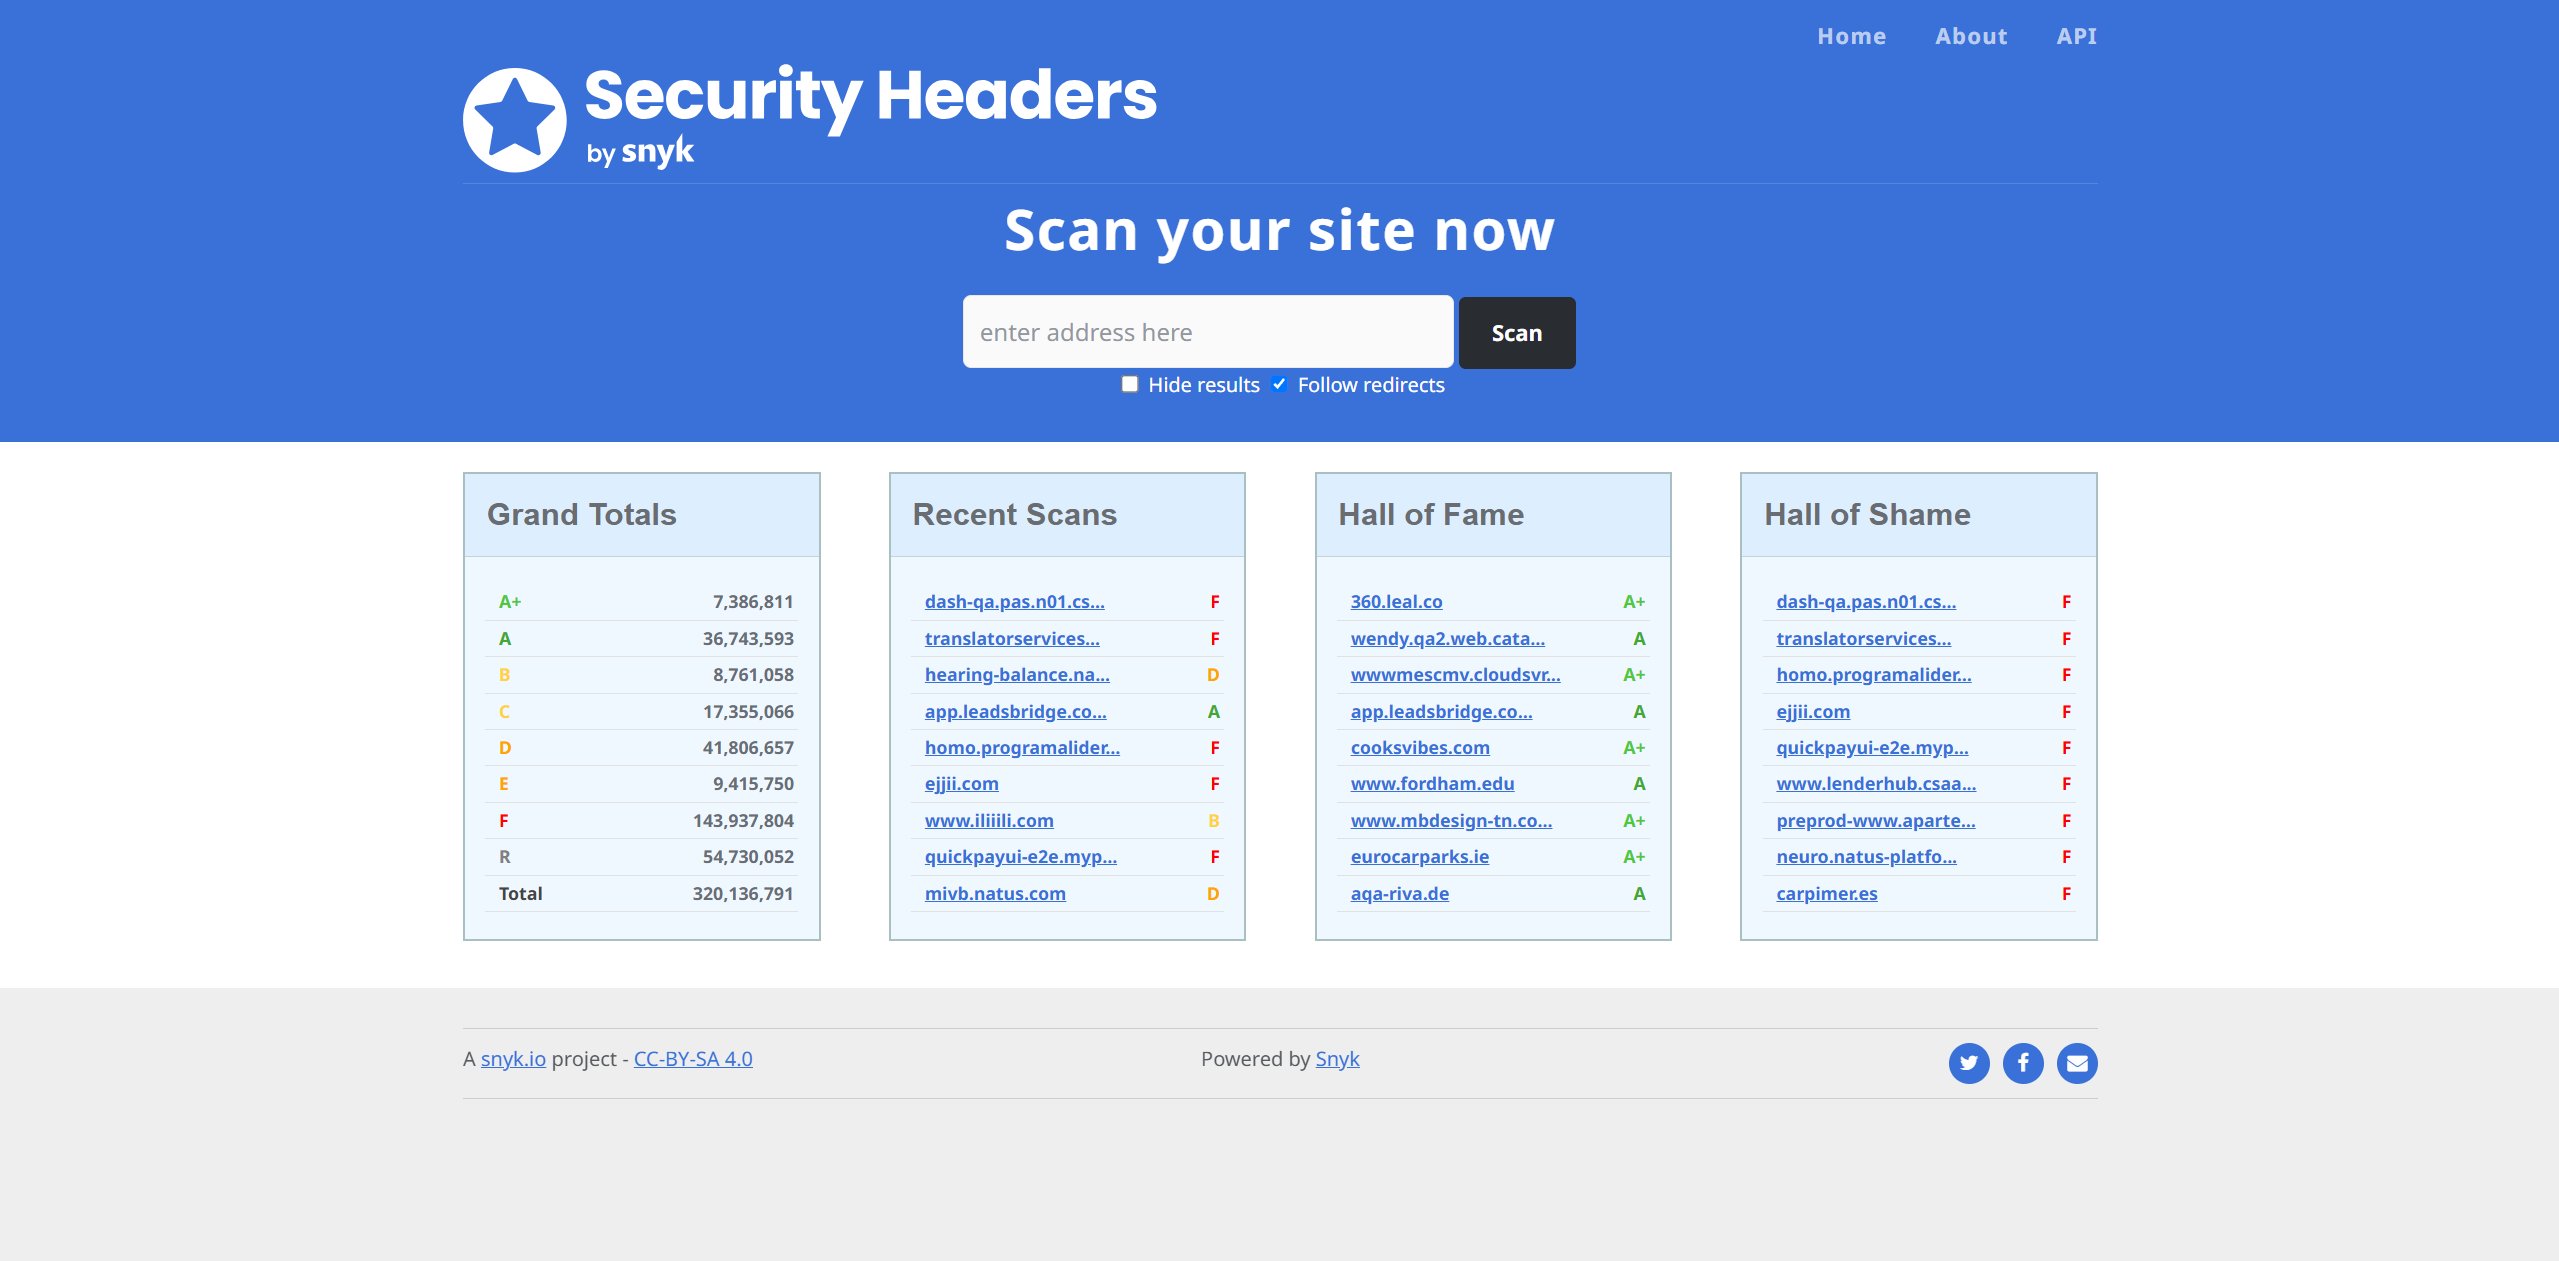 Home About API
Security Headers
by snyk
Scan your site now
enter address here Scan
Hide results Follow redirects
Grand Totals
A+ 7,386,811
A 36,743,593
B 8,761,058
C 17,355,066
D 41,806,657
E 9,415,750
F 143,937,804
R 54,730,052
Total 320,136,791
Recent Scans
dash-qa.pas.n01.cs... F
translatorservices... F
hearing-balance.na... D
app.leadsbridge.co... A
homo.programalider... F
ejjii.com F
www.iliiili.com B
quickpayui-e2e.myp... F
mivb.natus.com D
Hall of Fame
360.leal.co A+
wendy.qa2.web.cata... A
wwwmescmv.cloudsvr... A+
app.leadsbridge.co... A
cooksvibes.com A+
www.fordham.edu A
www.mbdesign-tn.co... A+
eurocarparks.ie A+
aqa-riva.de A
Hall of Shame
dash-qa.pas.n01.cs... F
translatorservices... F
homo.programalider... F
ejjii.com F
quickpayui-e2e.myp... F
www.lenderhub.csaa... F
preprod-www.aparte... F
neuro.natus-platfo... F
carpimer.es F
A snyk.io project - CC-BY-SA 4.0
Powered by Snyk